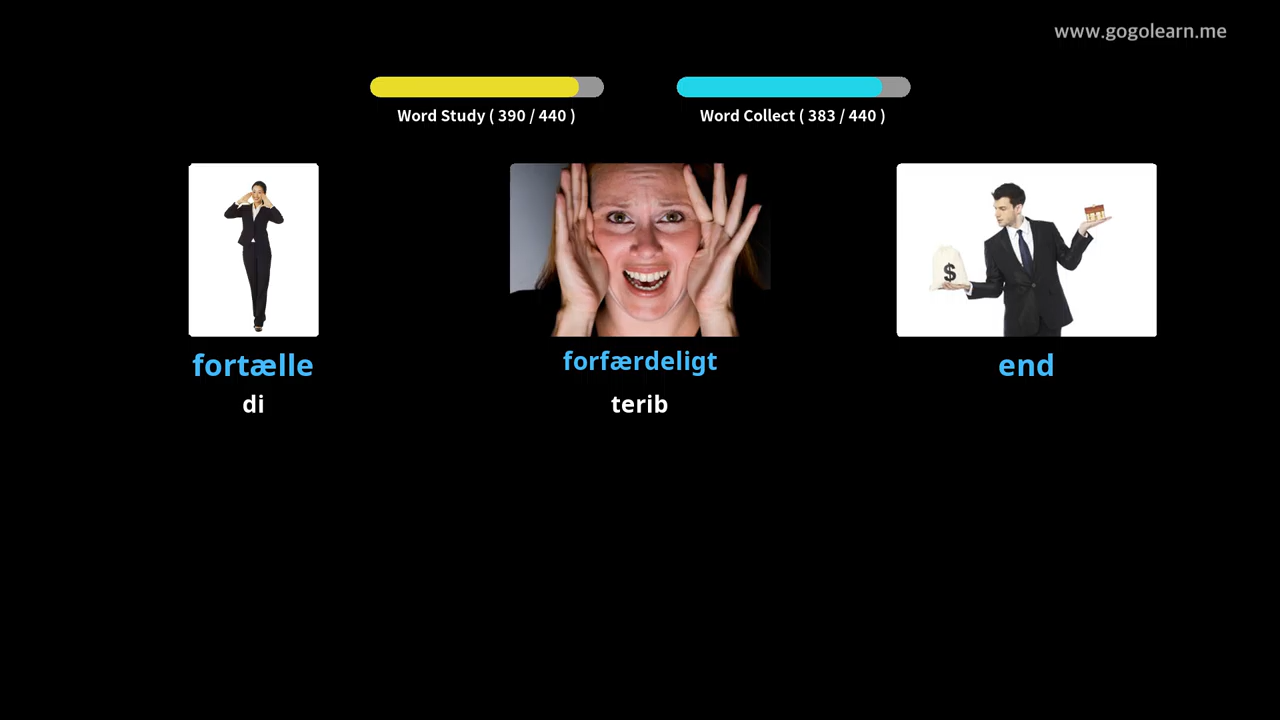 www.gogolearn.me
Word Study ( 390 / 440 )
Word Collect ( 383 / 440 )
$
fortælle
forfærdeligt
end
di
terib